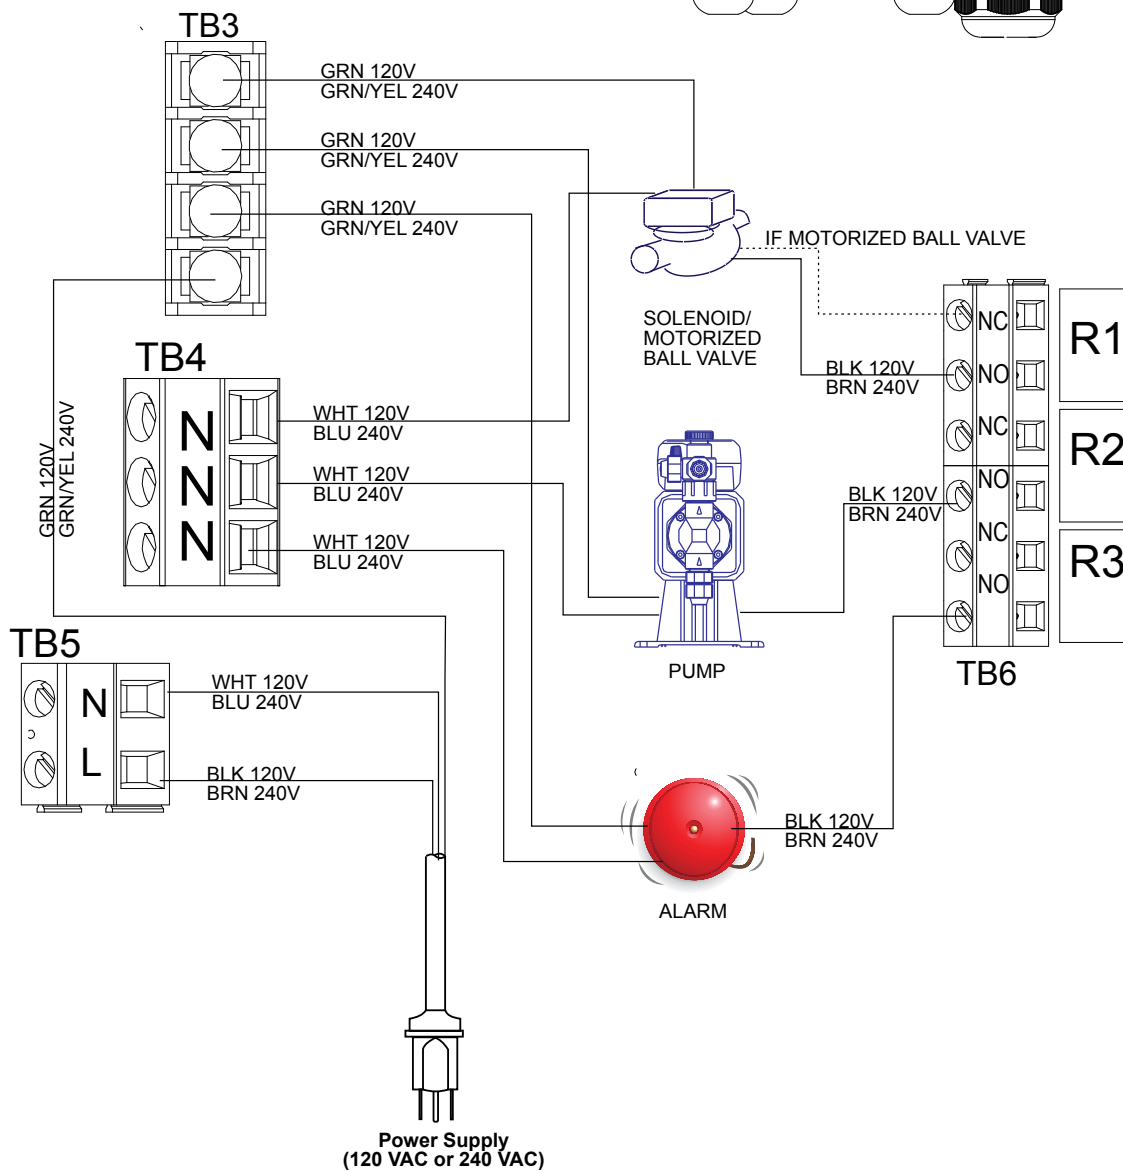 TB3
GRN 120V
GRN/YEL 240V
GRN 120V
GRN/YEL 240V
GRN 120V
GRN/YEL 240V
IF MOTORIZED BALL VALVE
SOLENOID/
MOTORIZED
BALL VALVE
NC
R1
NO
BLK 120V
BRN 240V
NC
R2
NO
BLK 120V
BRN 240V
NC
R3
NO
TB6
TB4
N
WHT 120V
BLU 240V
N
WHT 120V
BLU 240V
N
WHT 120V
BLU 240V
GRN 120V
GRN/YEL 240V
PUMP
TB5
N
WHT 120V
BLU 240V
L
BLK 120V
BRN 240V
BLK 120V
BRN 240V
ALARM
Power Supply
(120 VAC or 240 VAC)